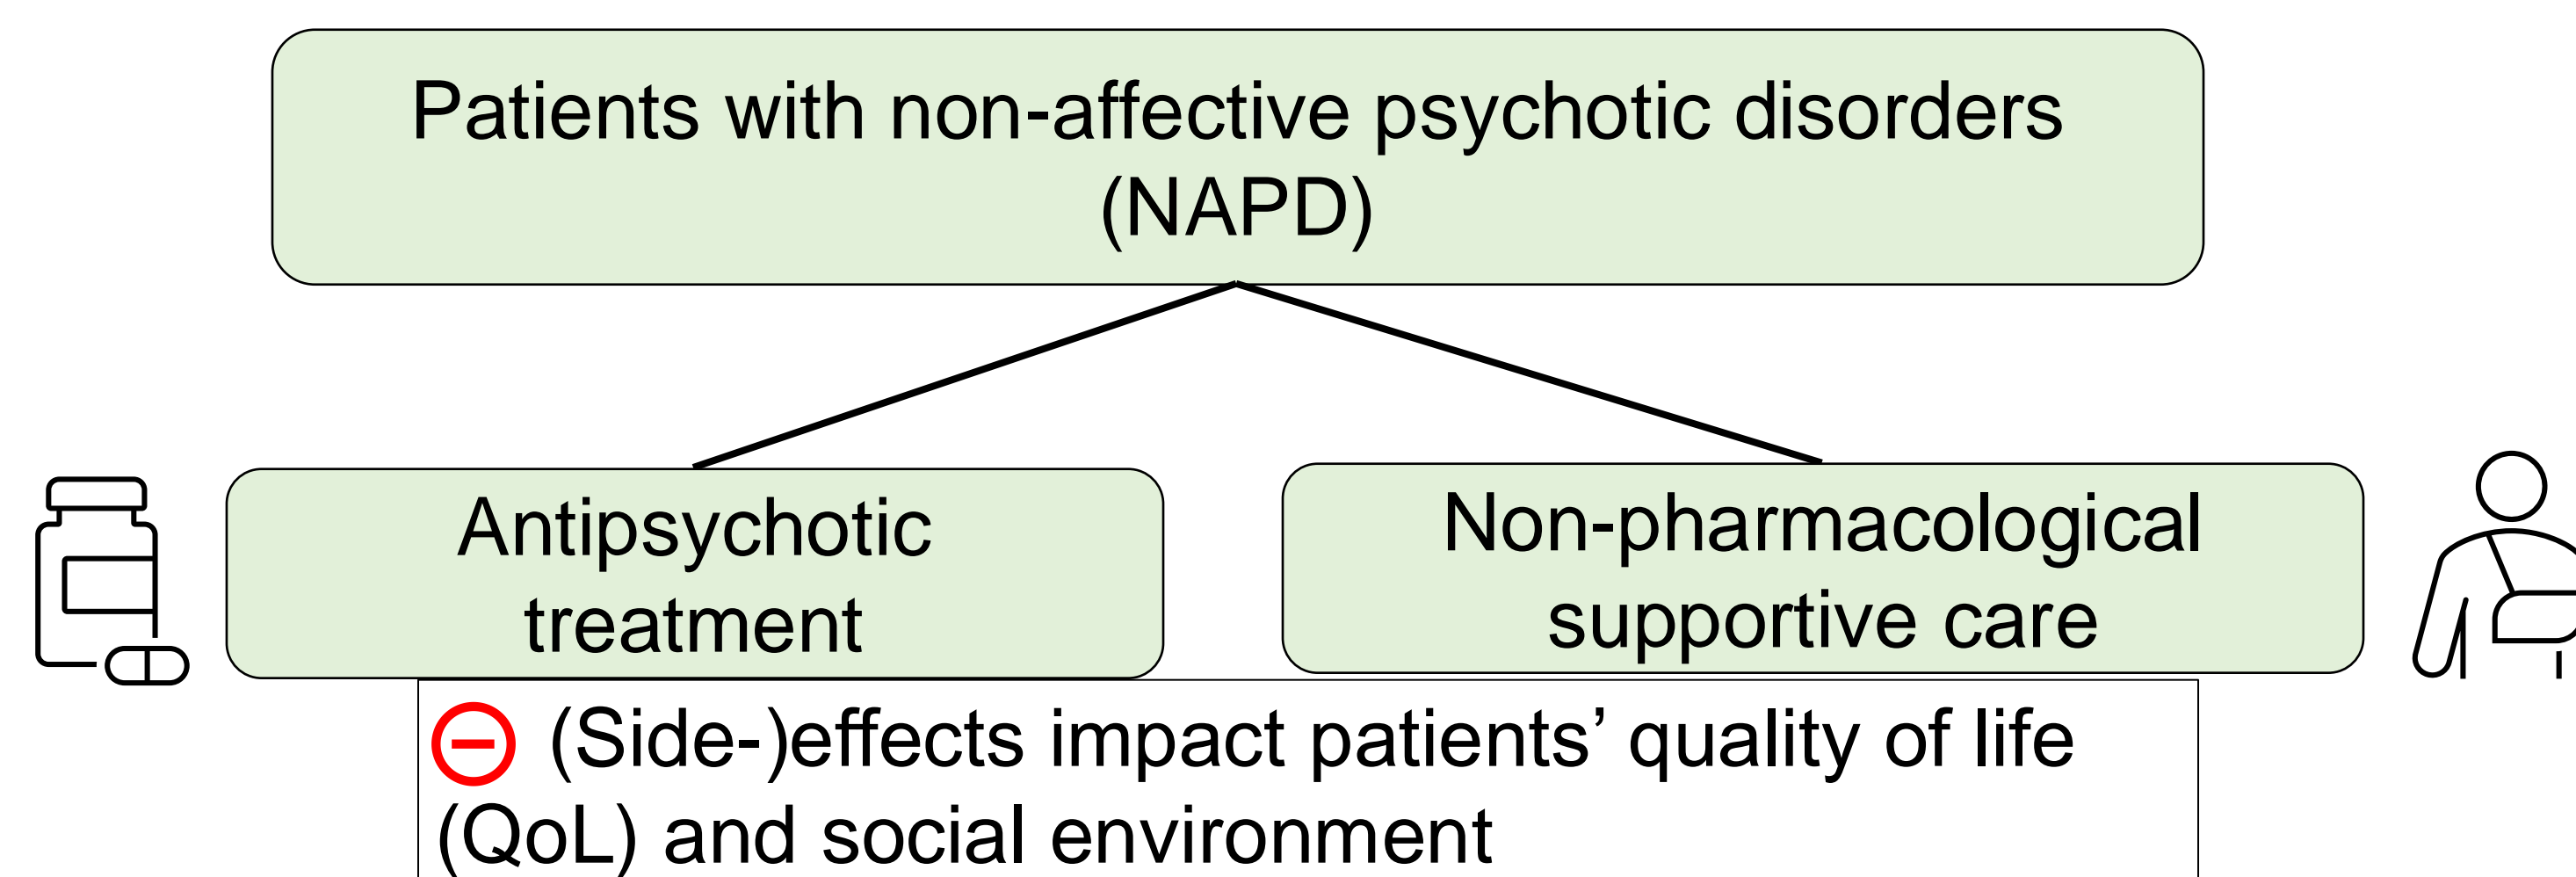 Patients with non-affective psychotic disorders
(NAPD)
Antipsychotic
treatment
Non-pharmacological
supportive care
(Side-)effects impact patients’ quality of life
(QoL) and social environment